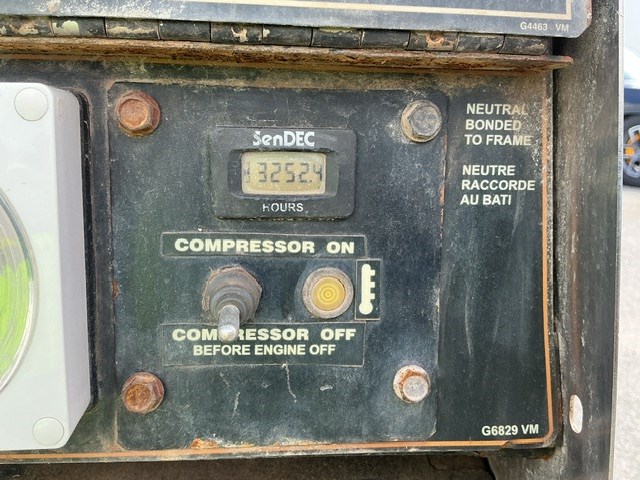 G4463 VM
SenDEC
3252.4
HOURS
NEUTRAL
BONDED
TO FRAME
NEUTRE
RACCORDE
AU BATI
COMPRESSOR ON
COMPRESSOR OFF
BEFORE ENGINE OFF
G6829 VM